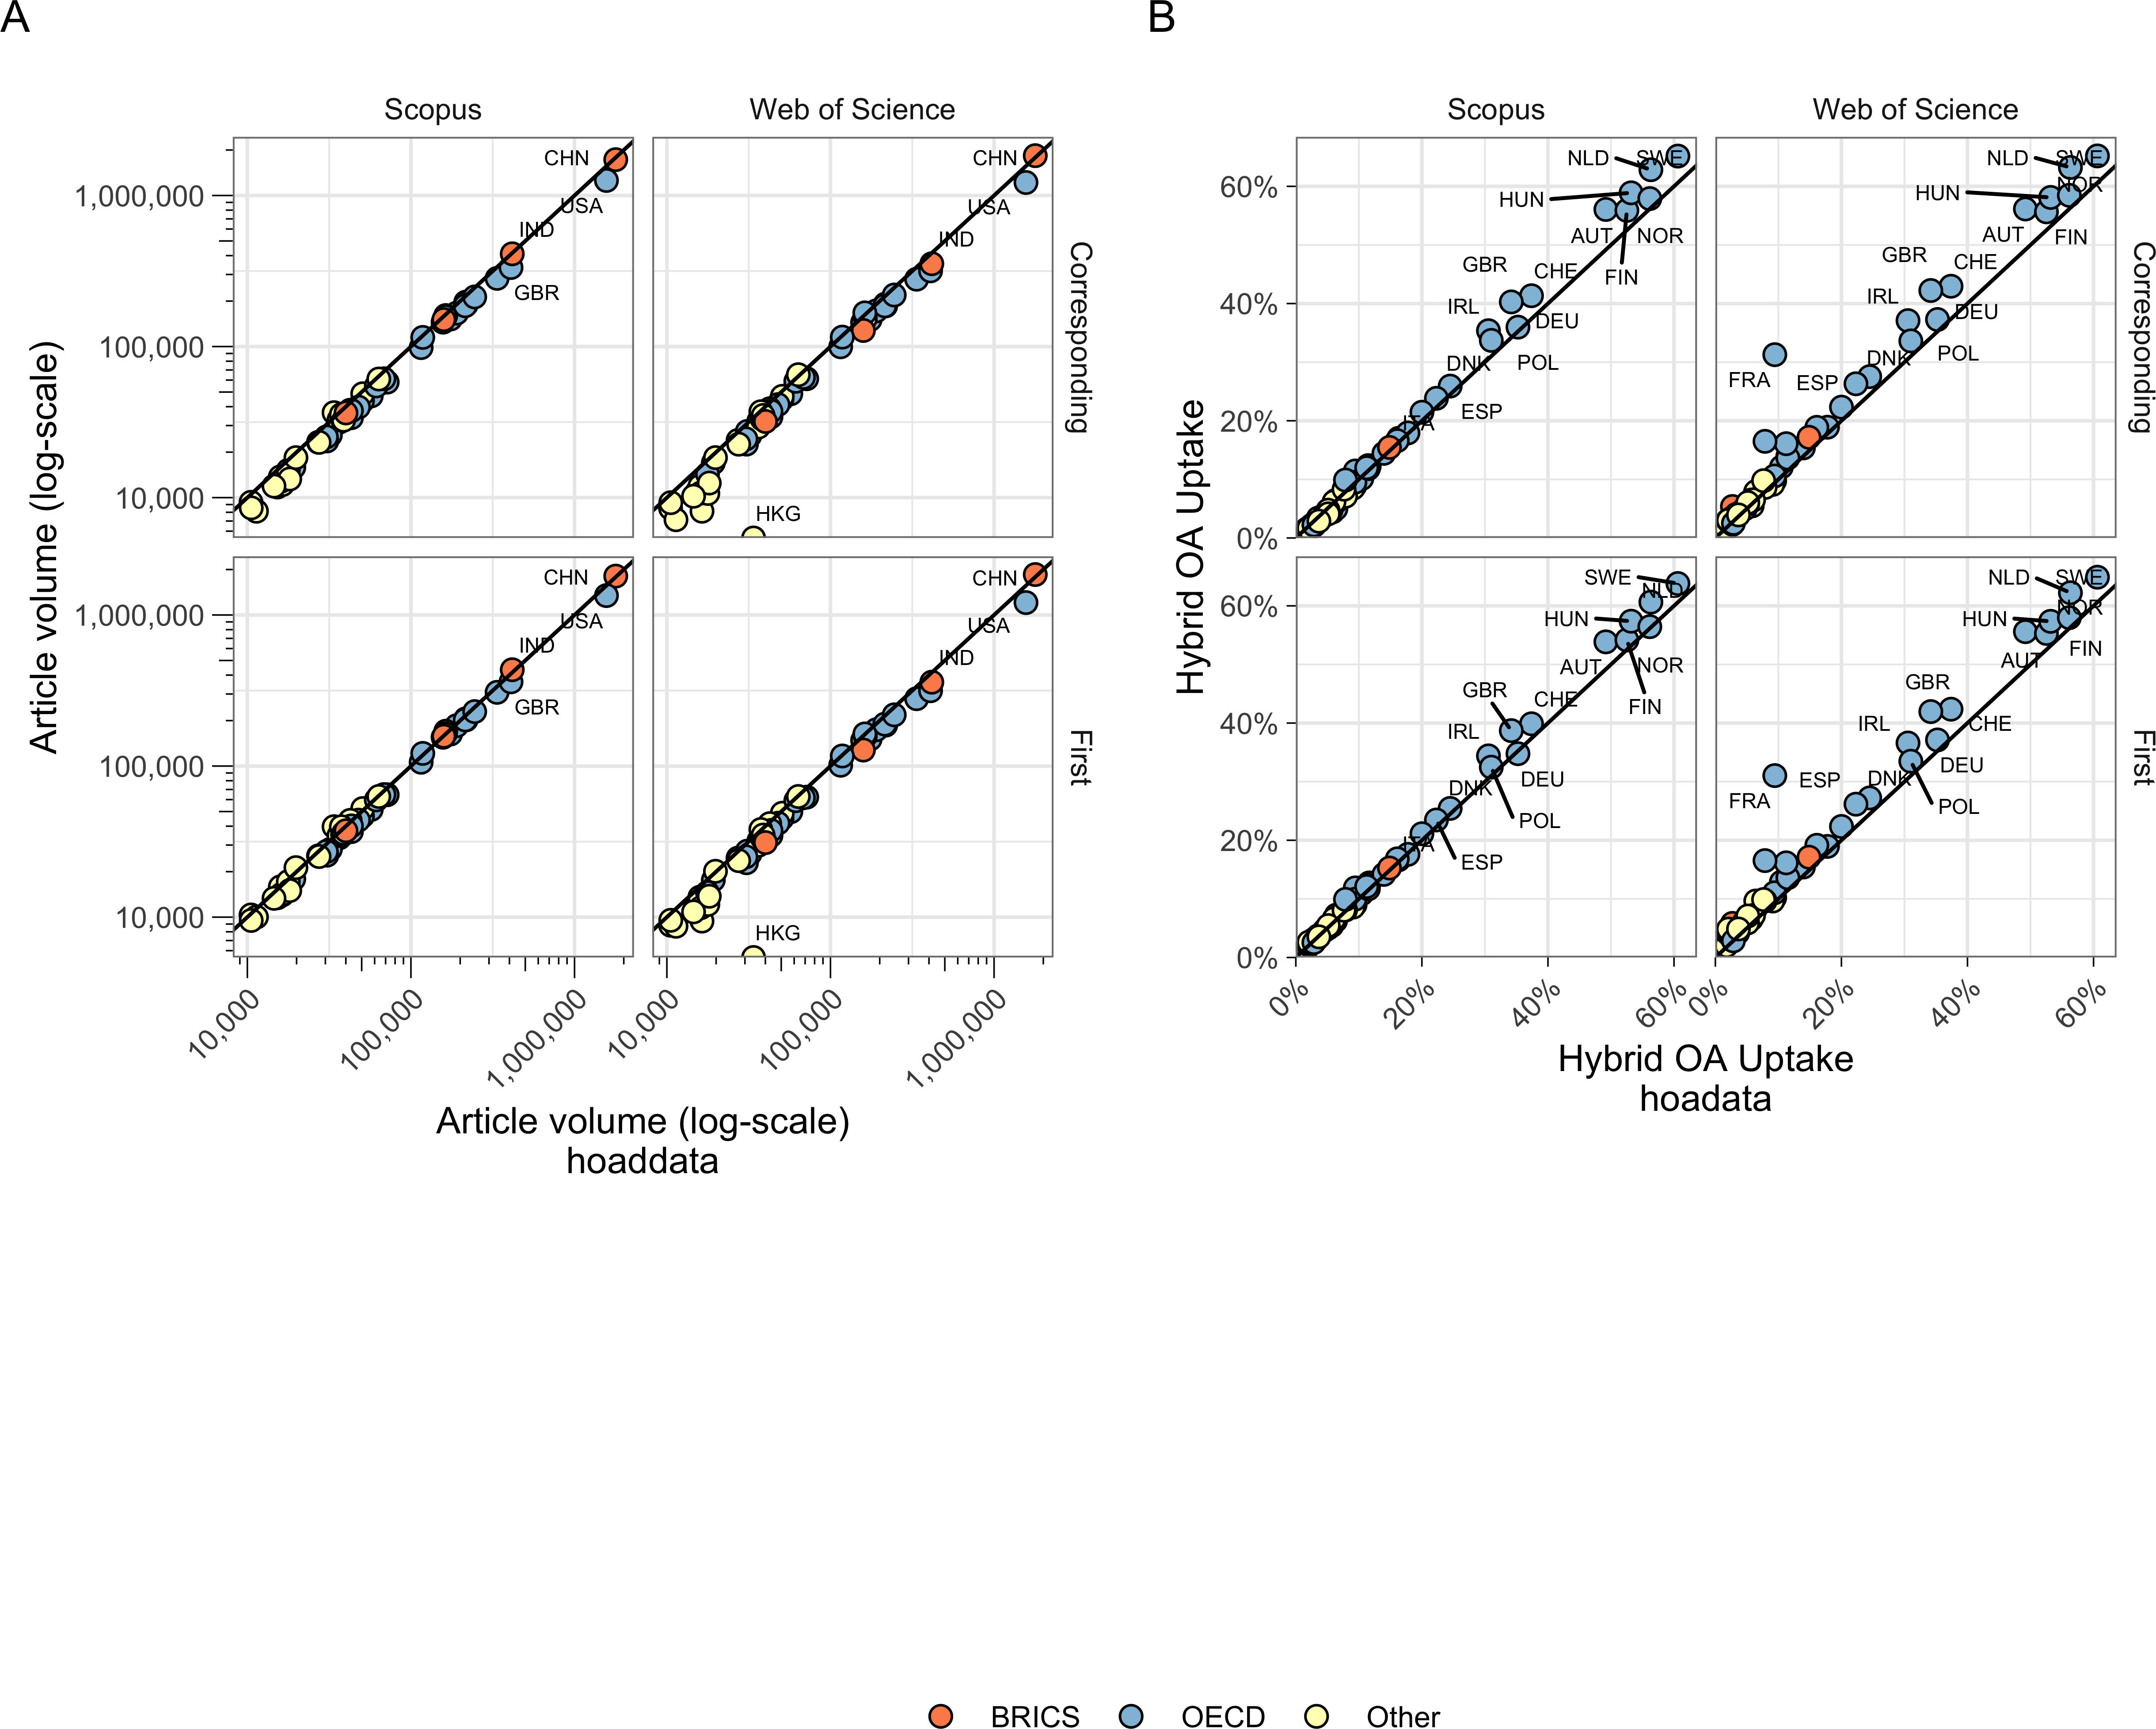 A
B
Scopus
Web of Science
Scopus
Web of Science
Article volume (log-scale)
1,000,000
100,000
10,000
CHN
USA
IND
GBR
CHN
USA
IND
HKG
Corresponding
1,000,000
100,000
10,000
CHN
USA
IND
GBR
CHN
USA
IND
HKG
First
10,000
100,000
1,000,000
10,000
100,000
1,000,000
Article volume (log-scale)
hoaddata
Hybrid OA Uptake
60%
40%
20%
0%
NLD
SWE
HUN
AUT
NOR
FIN
GBR
CHE
IRL
DEU
DNK
POL
ESP
ITA
NLD
SWE
NOR
HUN
AUT
FIN
GBR
CHE
IRL
DEU
DNK
POL
FRA
ESP
Corresponding
60%
40%
20%
0%
SWE
NLD
HUN
AUT
NOR
FIN
GBR
CHE
IRL
DEU
DNK
POL
ITA
ESP
NLD
SWE
NOR
HUN
AUT
FIN
GBR
IRL
CHE
DEU
DNK
POL
FRA
ESP
First
0%
20%
40%
60%
0%
20%
40%
60%
Hybrid OA Uptake
hoadata
BRICS
OECD
Other